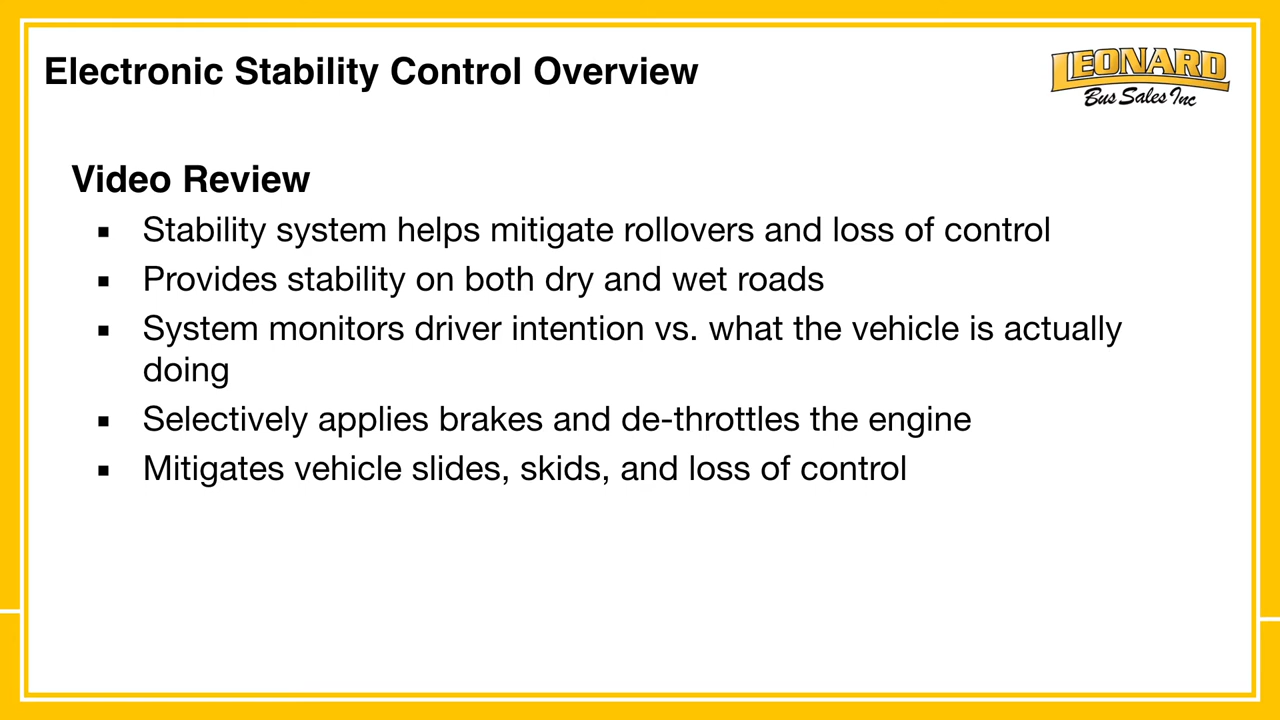 Electronic Stability Control Overview
LEONARD
Bus Sales Inc
Video Review
▪ Stability system helps mitigate rollovers and loss of control
▪ Provides stability on both dry and wet roads
▪ System monitors driver intention vs. what the vehicle is actually
doing
▪ Selectively applies brakes and de-throttles the engine
▪ Mitigates vehicle slides, skids, and loss of control